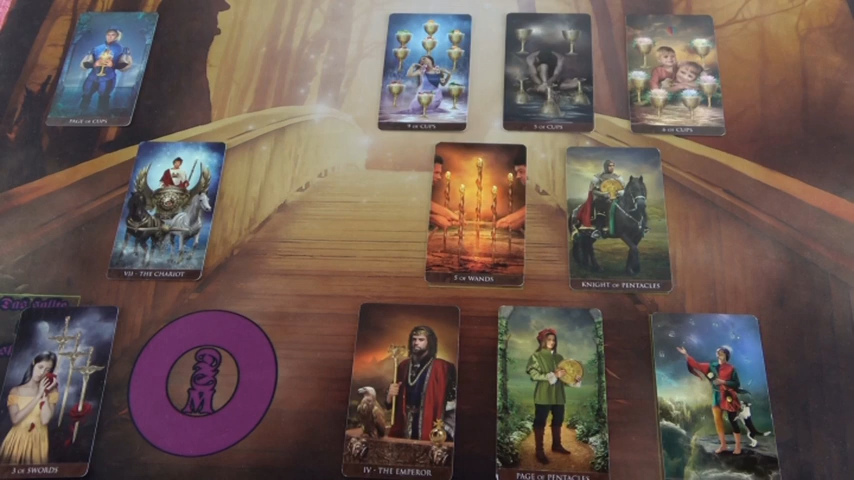 PAGE OF CUPS
9 OF CUPS
5 OF CUPS
6 OF CUPS
VII - THE CHARIOT
5 OF WANDS
KNIGHT OF PENTACLES
3 OF SWORDS
IV - THE EMPEROR
PAGE OF PENTACLES